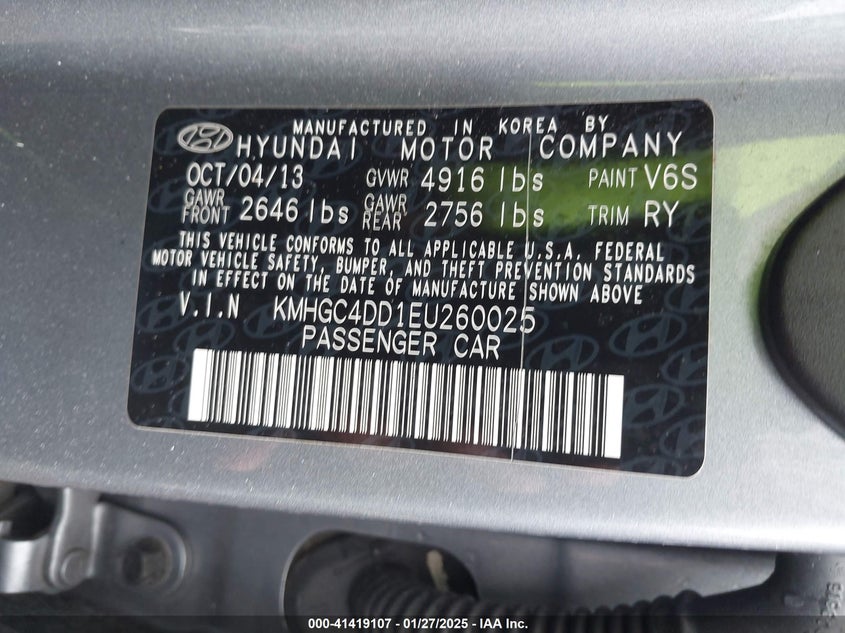 MANUFACTURED IN KOREA BY
HYUNDAI MOTOR COMPANY
OCT/04/13 GVWR 4916 lbs PAINT V6S
GAWR FRONT 2646 lbs GAWR REAR 2756 lbs TRIM RY
THIS VEHICLE CONFORMS TO ALL APPLICABLE U.S.A. FEDERAL
MOTOR VEHICLE SAFETY, BUMPER, AND THEFT PREVENTION STANDARDS
IN EFFECT ON THE DATE OF MANUFACTURE SHOWN ABOVE
V.I.N KMHGC4DD1EU260025
PASSENGER CAR
000-41419107 - 01/27/2025 - IAA Inc.